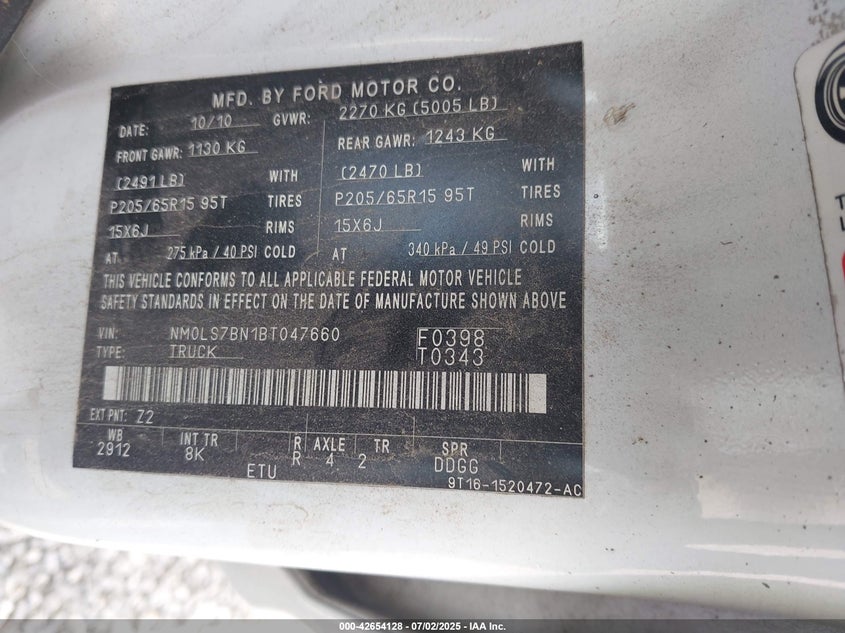 MFD. BY FORD MOTOR CO.
DATE: 10/10 GVWR: 2270 KG (5005 LB)
FRONT GAWR: 1130 KG REAR GAWR: 1243 KG
(2491 LB) WITH (2470 LB) WITH
P205/65R15 95T TIRES P205/65R15 95T TIRES
15X6J RIMS 15X6J RIMS
AT 275 kPa / 40 PSI COLD AT 340 kPa / 49 PSI COLD
THIS VEHICLE CONFORMS TO ALL APPLICABLE FEDERAL MOTOR VEHICLE
SAFETY STANDARDS IN EFFECT ON THE DATE OF MANUFACTURE SHOWN ABOVE
VIN: NM0LS7BN1BT047660 F0398
TYPE: TRUCK T0343
EXT PNT: Z2
WB INT TR R AXLE TR SPR
2912 8K R 4 2 DDGG
ETU
9T16-1520472-AC
000-42654128 - 07/02/2025 - IAA Inc.